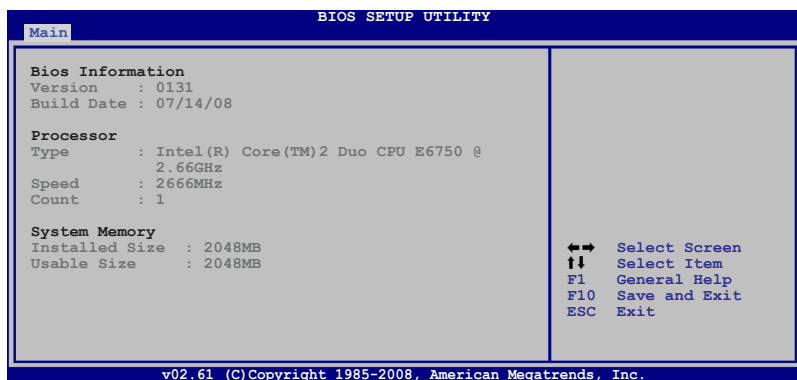 BIOS SETUP UTILITY
Main
Bios Information
Version : 0131
Build Date : 07/14/08
Processor
Type : Intel(R) Core(TM)2 Duo CPU E6750 @
2.66GHz
Speed : 2666MHz
Count : 1
System Memory
Installed Size : 2048MB
Usable Size : 2048MB
←→ Select Screen
↑↓ Select Item
F1 General Help
F10 Save and Exit
ESC Exit
v02.61 (C)Copyright 1985-2008, American Megatrends, Inc.